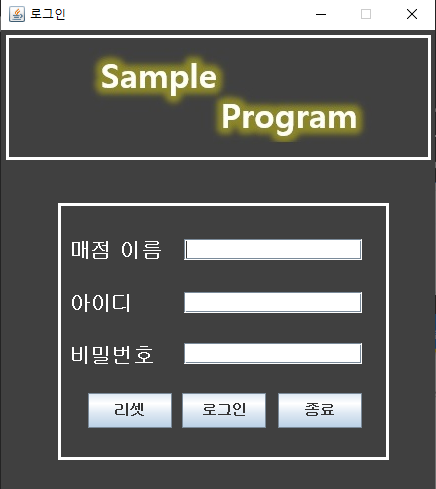 로그인
Sample
Program
매점 이름
아이디
비밀번호
리셋 로그인 종료